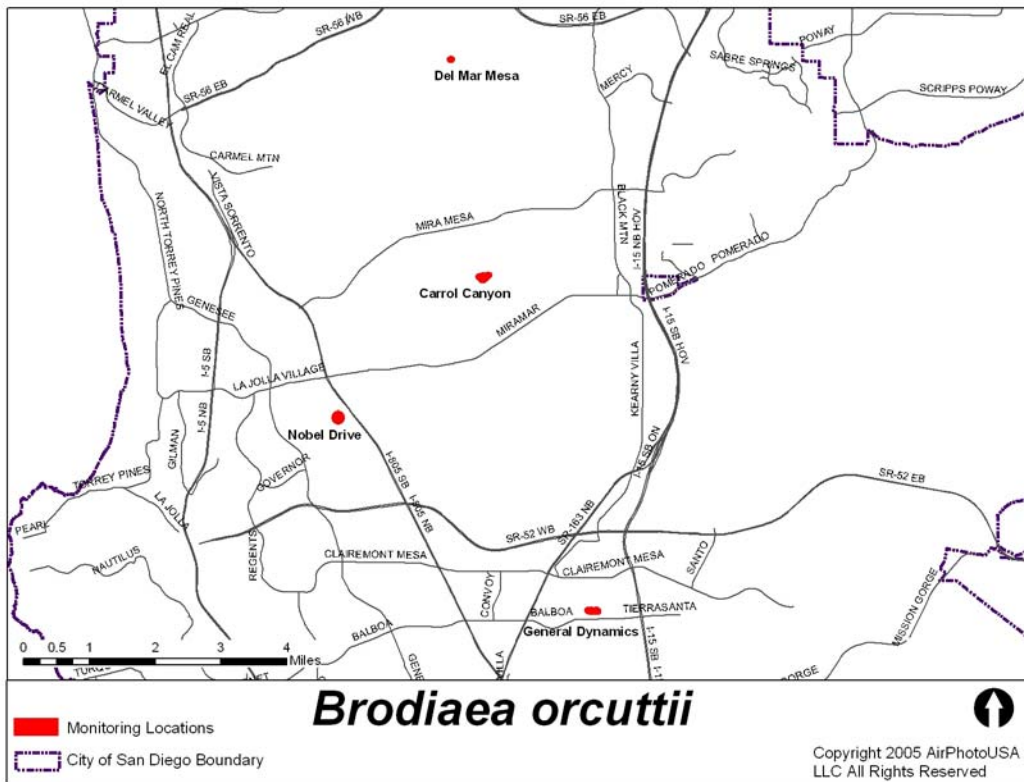 SR-56 WB
SR-56 EB
EL CAM REAL
POWAY
Del Mar Mesa
SABRE SPRINGS
MERCY
SR-56 EB
SCRIPPS POWAY
CARMEL VALLEY
CARMEL MTN
VISTA SORRENTO
NORTH TORREY PINES
BLACK MTN
I-15 NB HOV
MIRA MESA
POMERADO
POMERADO
Carrol Canyon
GENESEE
MIRAMAR
I-15 SB HOV
I-5 SB
LA JOLLA VILLAGE
KEARNY VILLA
I-5 NB
Nobel Drive
GILMAN
I-805 SB
I-805 NB
I-15 SB ON
GOVERNOR
TORREY PINES
SR-52 EB
LA JOLLA
PEARL
SR-163 NB
SR-52 WB
REGENTS
NAUTILUS
CLAIREMONT MESA
CLAIREMONT MESA
SANTO
CONVOY
BALBOA
TIERRASANTA
MISSION GORGE
General Dynamics
BALBOA
I-15 SB
0 0.5 1 2 3 4
Miles
Brodiaea orcuttii
Monitoring Locations
City of San Diego Boundary
Copyright 2005 AirPhotoUSA
LLC All Rights Reserved